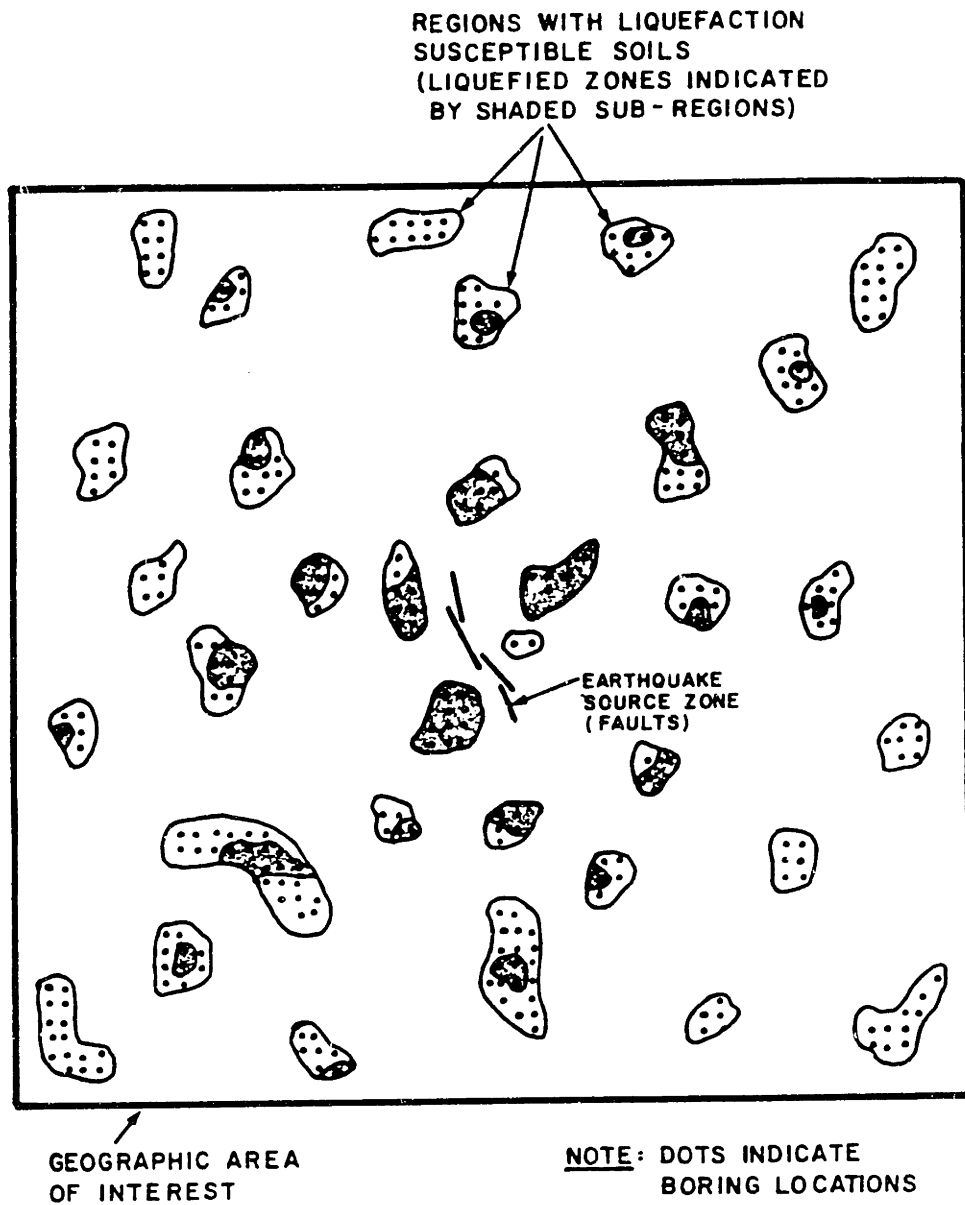 REGIONS WITH LIQUEFACTION
SUSCEPTIBLE SOILS
(LIQUEFIED ZONES INDICATED
BY SHADED SUB-REGIONS)
EARTHQUAKE
SOURCE ZONE
(FAULTS)
GEOGRAPHIC AREA
OF INTEREST
NOTE: DOTS INDICATE
BORING LOCATIONS